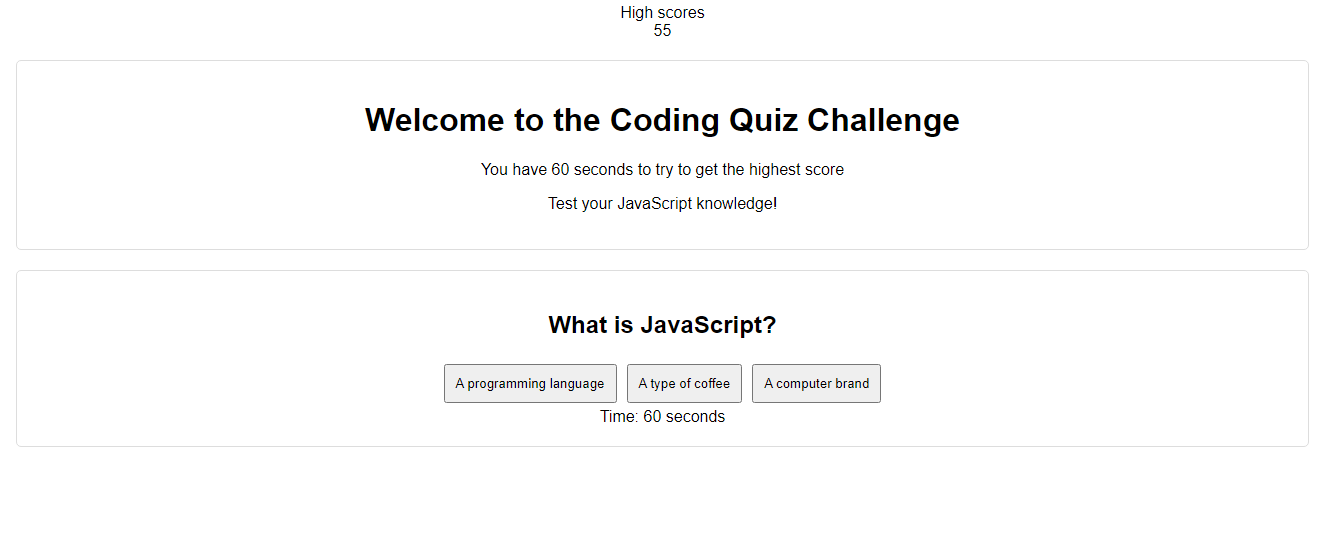 High scores
55
Welcome to the Coding Quiz Challenge
You have 60 seconds to try to get the highest score
Test your JavaScript knowledge!
What is JavaScript?
A programming language A type of coffee A computer brand
Time: 60 seconds